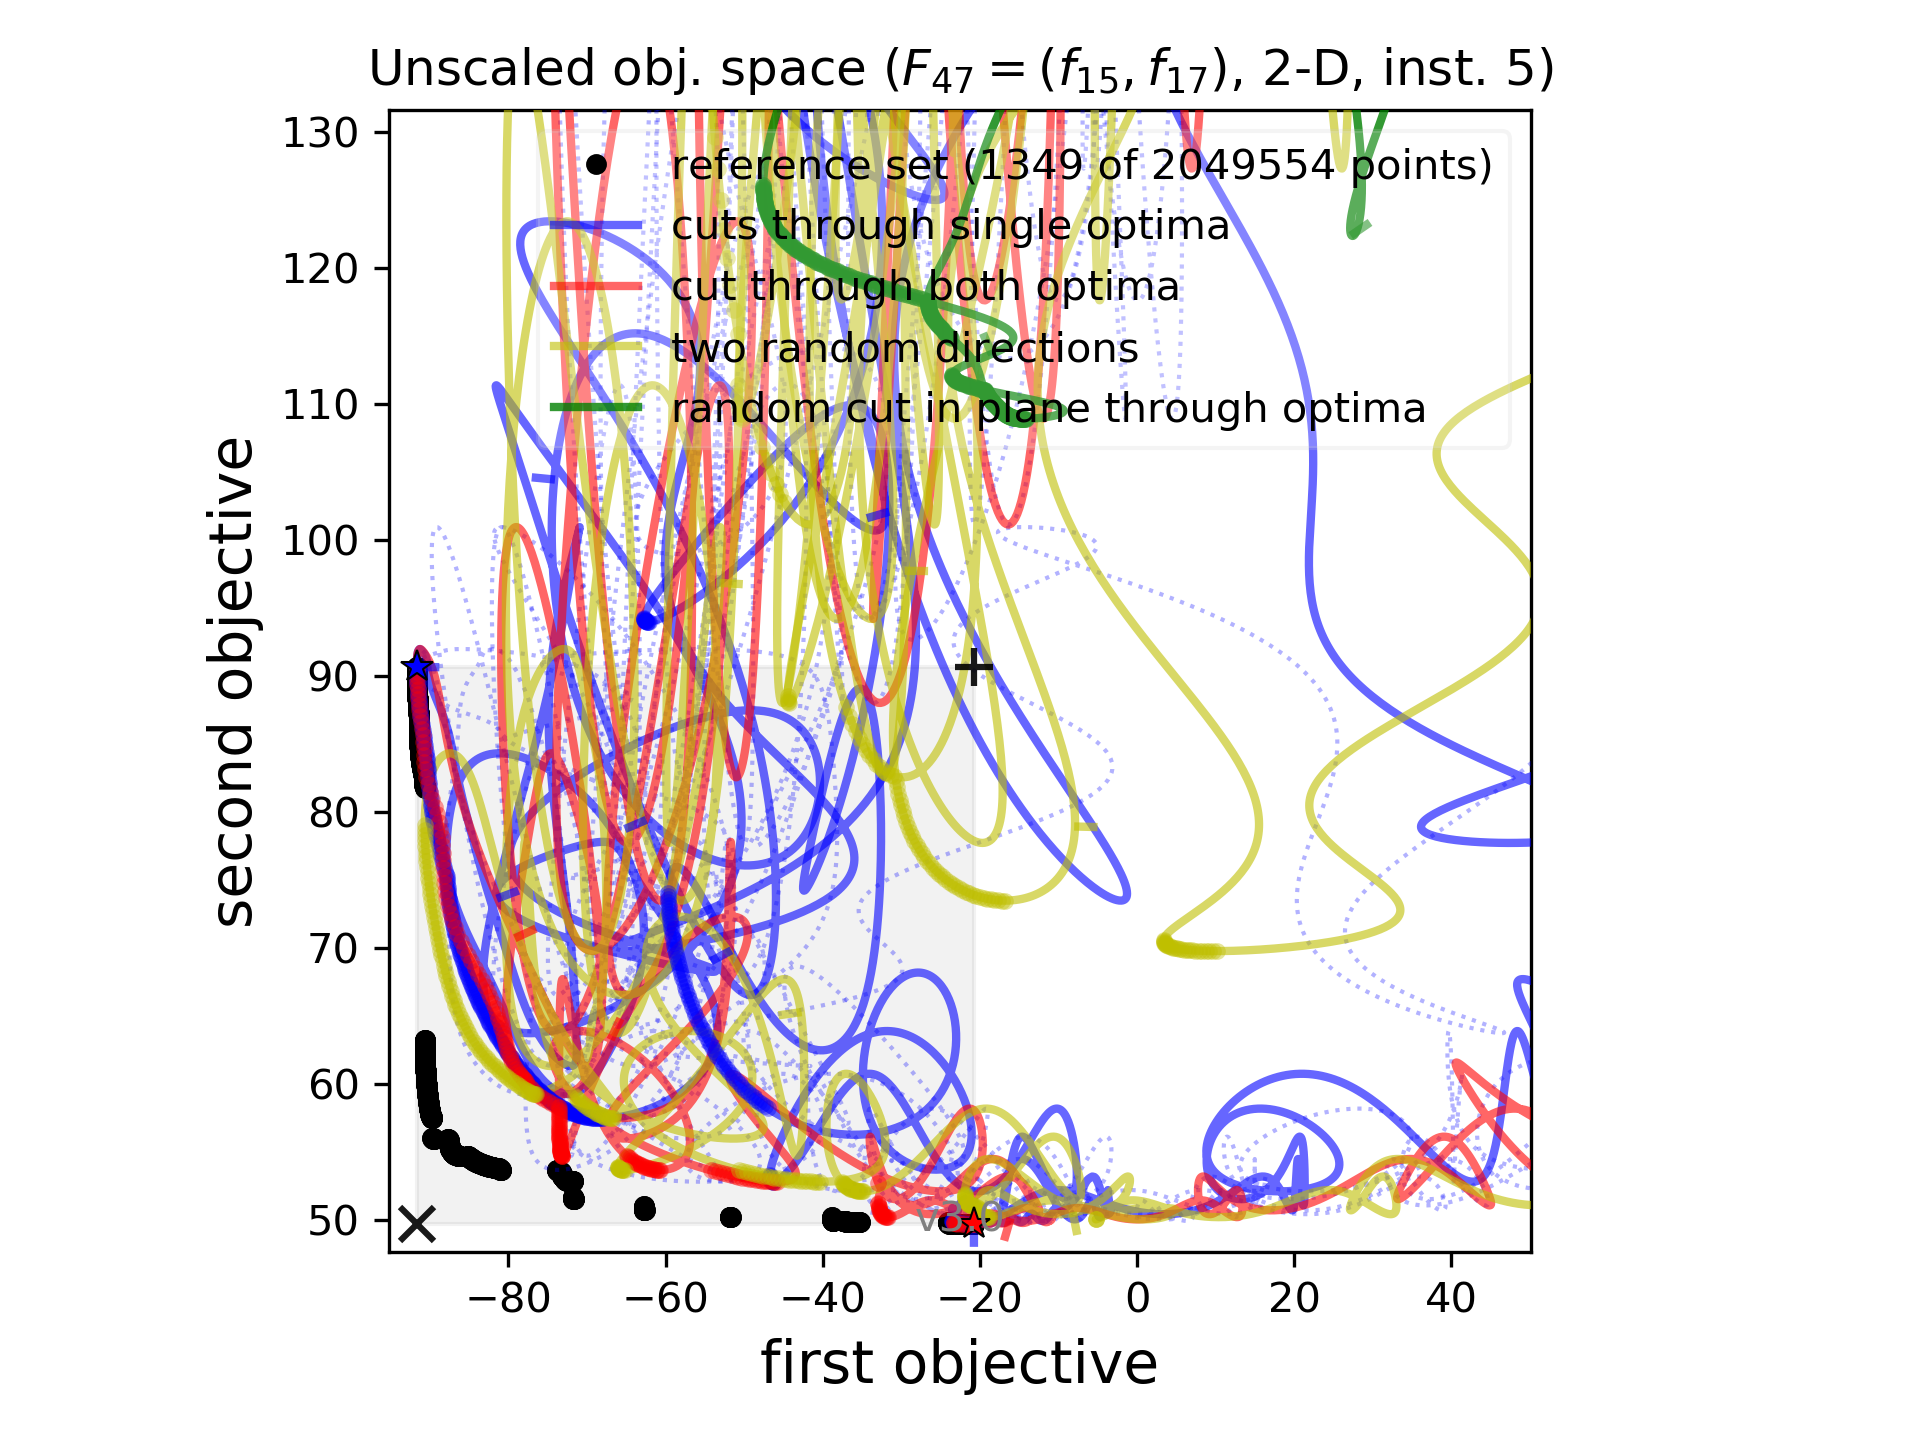 Unscaled obj. space (F47 = (f15, f17), 2-D, inst. 5)
130
120
110
100
90
80
70
60
50
second objective
reference set (1349 of 2049554 points)
cuts through single optima
cut through both optima
two random directions
random cut in plane through optima
−80 −60 −40 −20 0 20 40
first objective